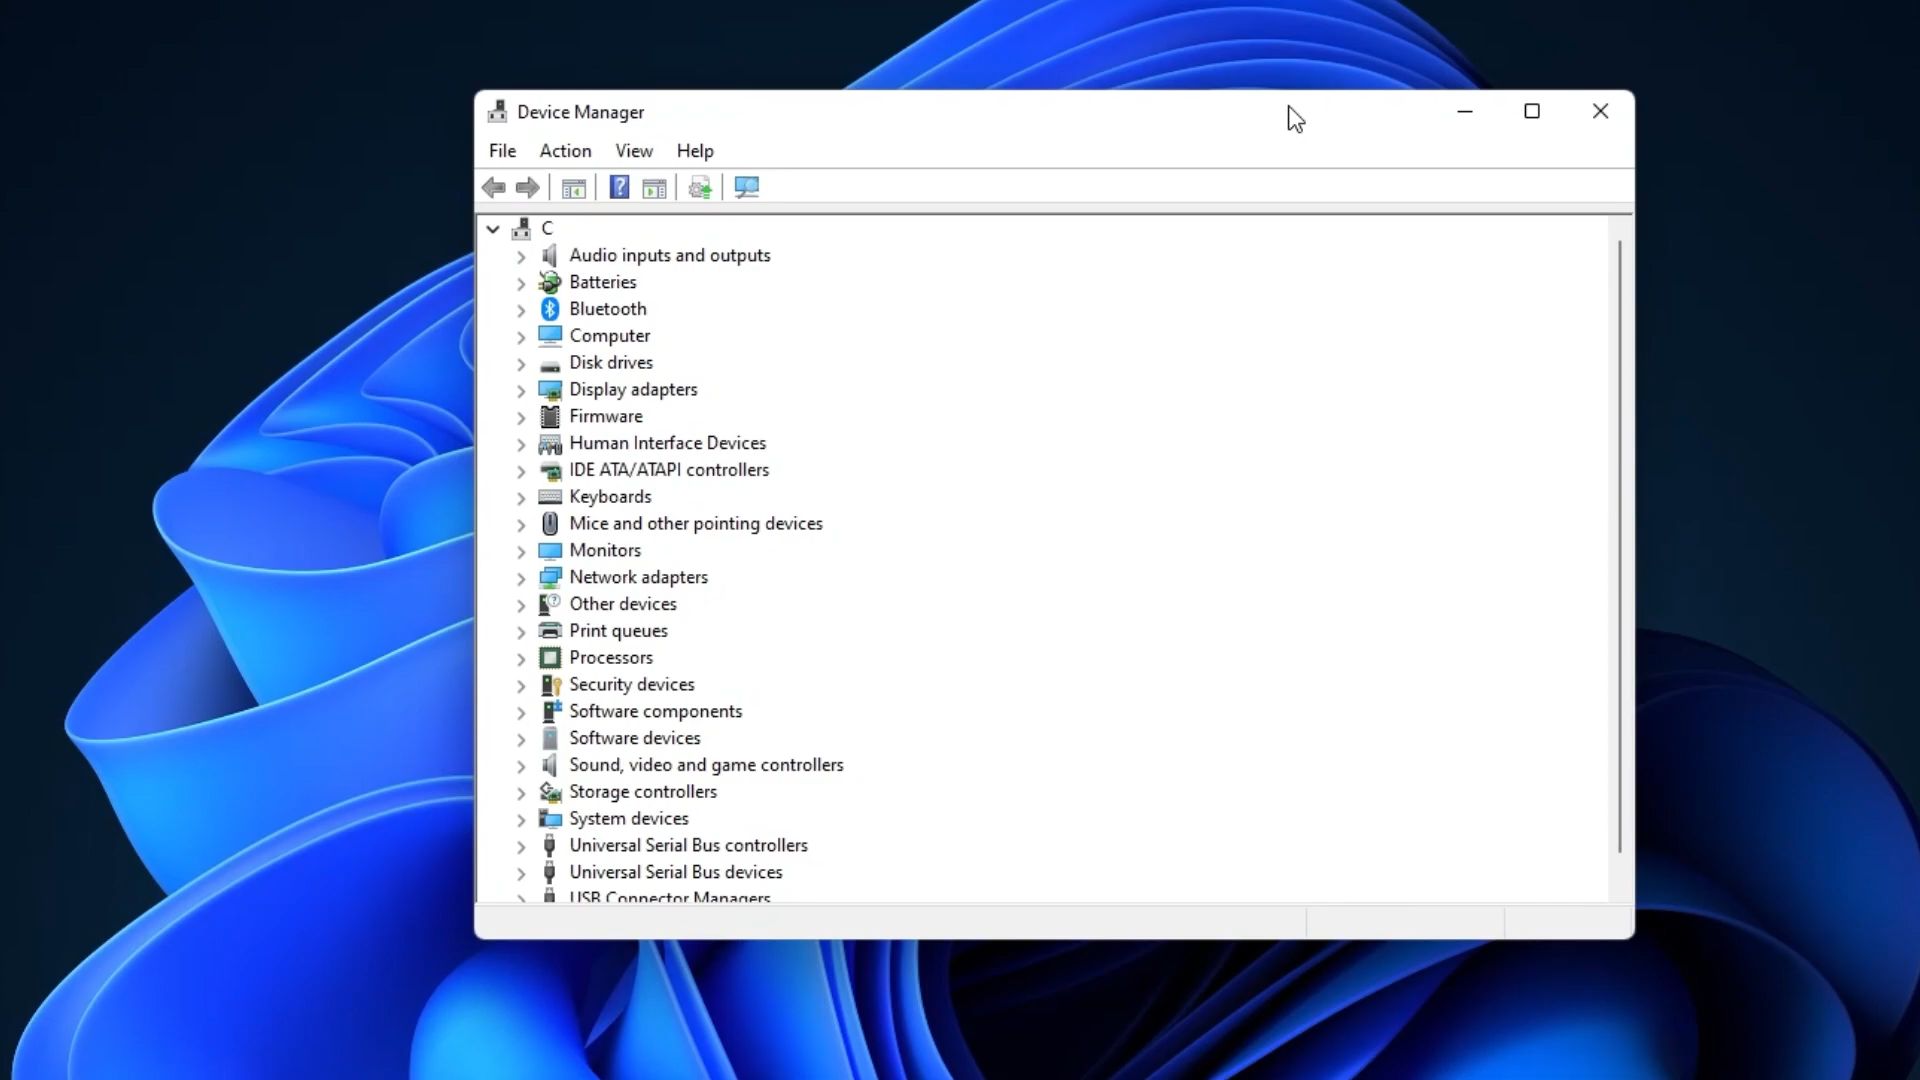 Device Manager
File Action View Help
C
Audio inputs and outputs
Batteries
Bluetooth
Computer
Disk drives
Display adapters
Firmware
Human Interface Devices
IDE ATA/ATAPI controllers
Keyboards
Mice and other pointing devices
Monitors
Network adapters
Other devices
Print queues
Processors
Security devices
Software components
Software devices
Sound, video and game controllers
Storage controllers
System devices
Universal Serial Bus controllers
Universal Serial Bus devices
USB Connector Managers